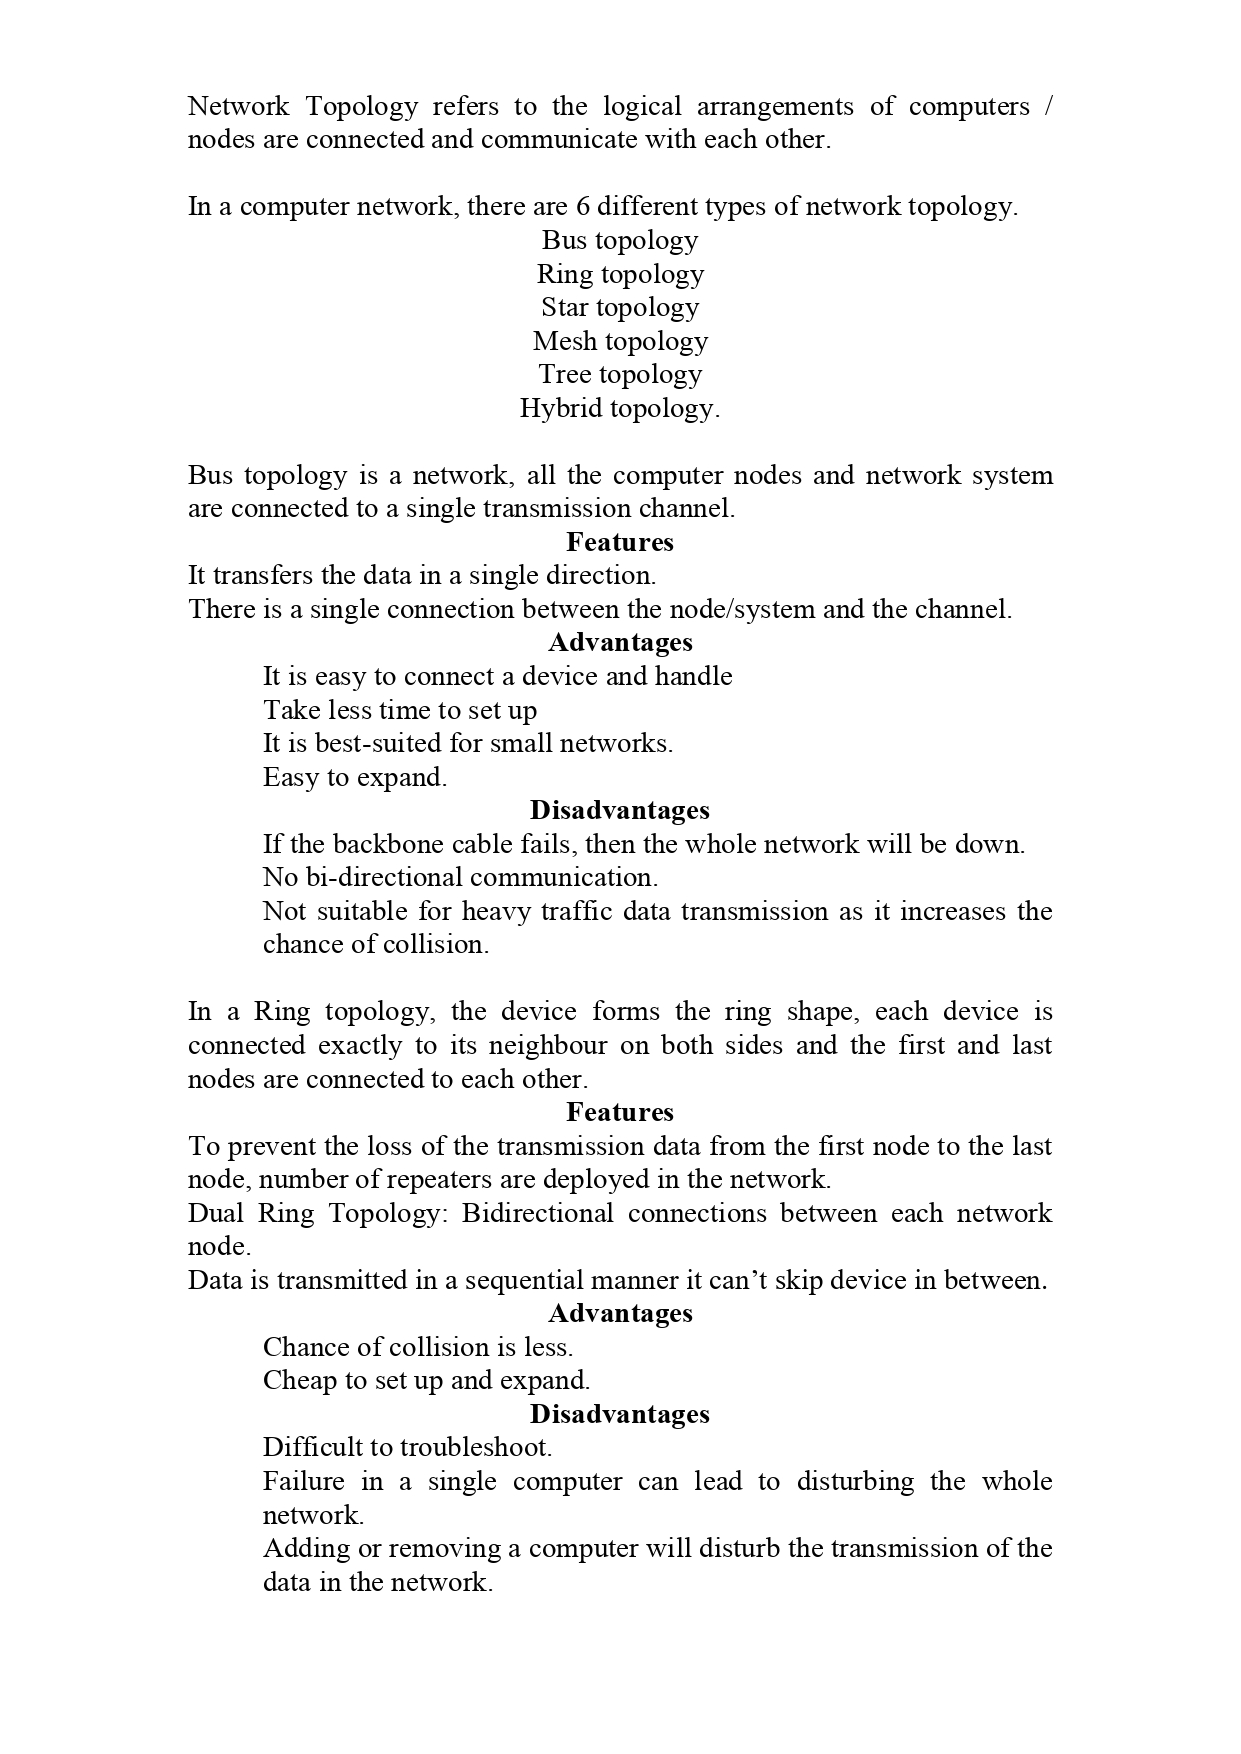 Network Topology refers to the logical arrangements of computers /
nodes are connected and communicate with each other.
In a computer network, there are 6 different types of network topology.
Bus topology
Ring topology
Star topology
Mesh topology
Tree topology
Hybrid topology.
Bus topology is a network, all the computer nodes and network system
are connected to a single transmission channel.
Features
It transfers the data in a single direction.
There is a single connection between the node/system and the channel.
Advantages
It is easy to connect a device and handle
Take less time to set up
It is best-suited for small networks.
Easy to expand.
Disadvantages
If the backbone cable fails, then the whole network will be down.
No bi-directional communication.
Not suitable for heavy traffic data transmission as it increases the
chance of collision.
In a Ring topology, the device forms the ring shape, each device is
connected exactly to its neighbour on both sides and the first and last
nodes are connected to each other.
Features
To prevent the loss of the transmission data from the first node to the last
node, number of repeaters are deployed in the network.
Dual Ring Topology: Bidirectional connections between each network
node.
Data is transmitted in a sequential manner it can’t skip device in between.
Advantages
Chance of collision is less.
Cheap to set up and expand.
Disadvantages
Difficult to troubleshoot.
Failure in a single computer can lead to disturbing the whole
network.
Adding or removing a computer will disturb the transmission of the
data in the network.